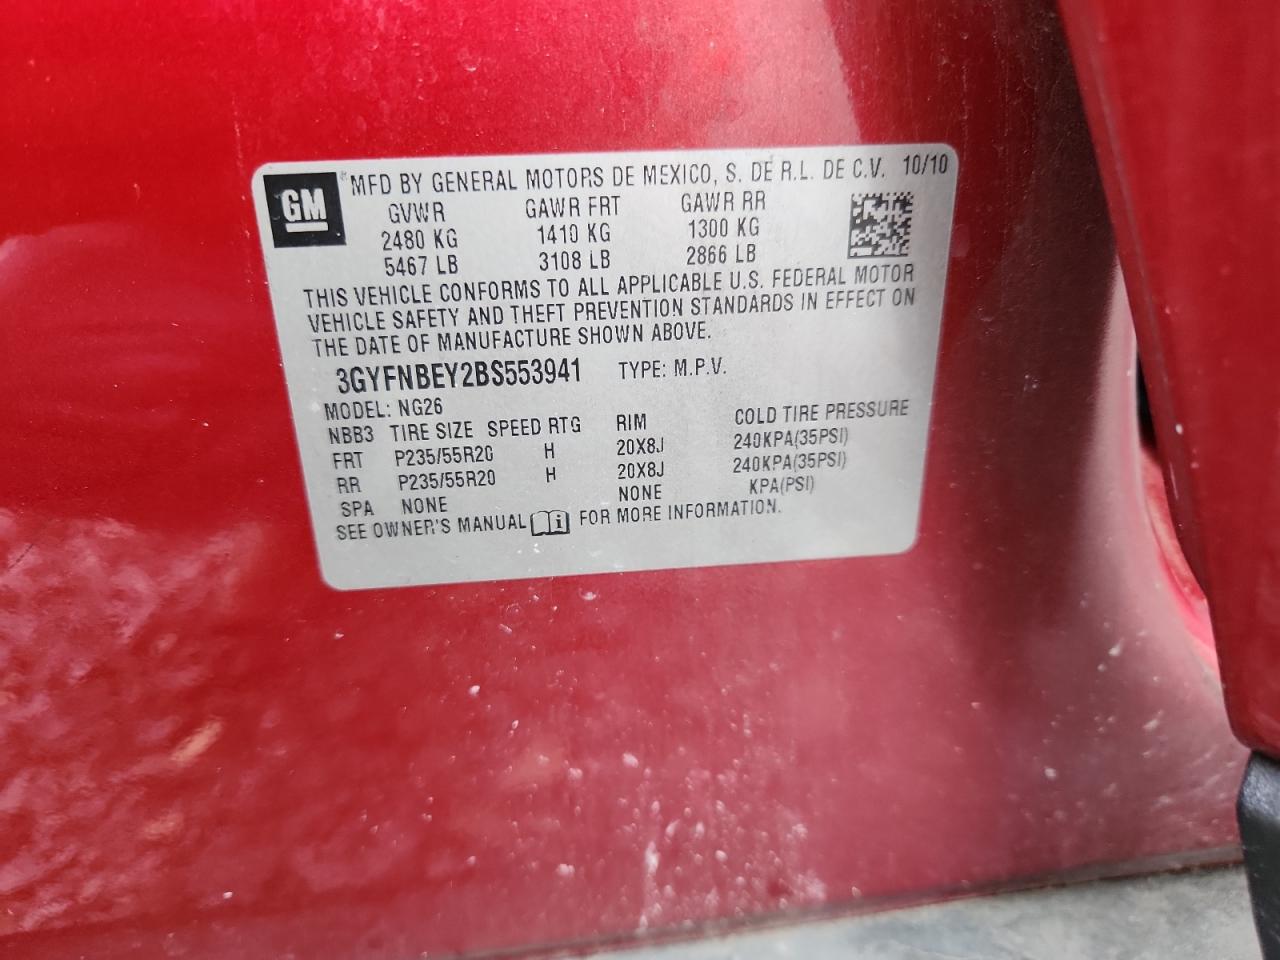 GM
MFD BY GENERAL MOTORS DE MEXICO, S. DE R.L. DE C.V. 10/10
GVWR GAWR FRT GAWR RR
2480 KG 1410 KG 1300 KG
5467 LB 3108 LB 2866 LB
THIS VEHICLE CONFORMS TO ALL APPLICABLE U.S. FEDERAL MOTOR
VEHICLE SAFETY AND THEFT PREVENTION STANDARDS IN EFFECT ON
THE DATE OF MANUFACTURE SHOWN ABOVE.
3GYFNBEY2BS553941 TYPE: M.P.V.
MODEL: NG26
NBB3 TIRE SIZE SPEED RTG RIM COLD TIRE PRESSURE
FRT P235/55R20 H 20X8J 240KPA(35PSI)
RR P235/55R20 H 20X8J 240KPA(35PSI)
SPA NONE NONE KPA(PSI)
SEE OWNER'S MANUAL FOR MORE INFORMATION.